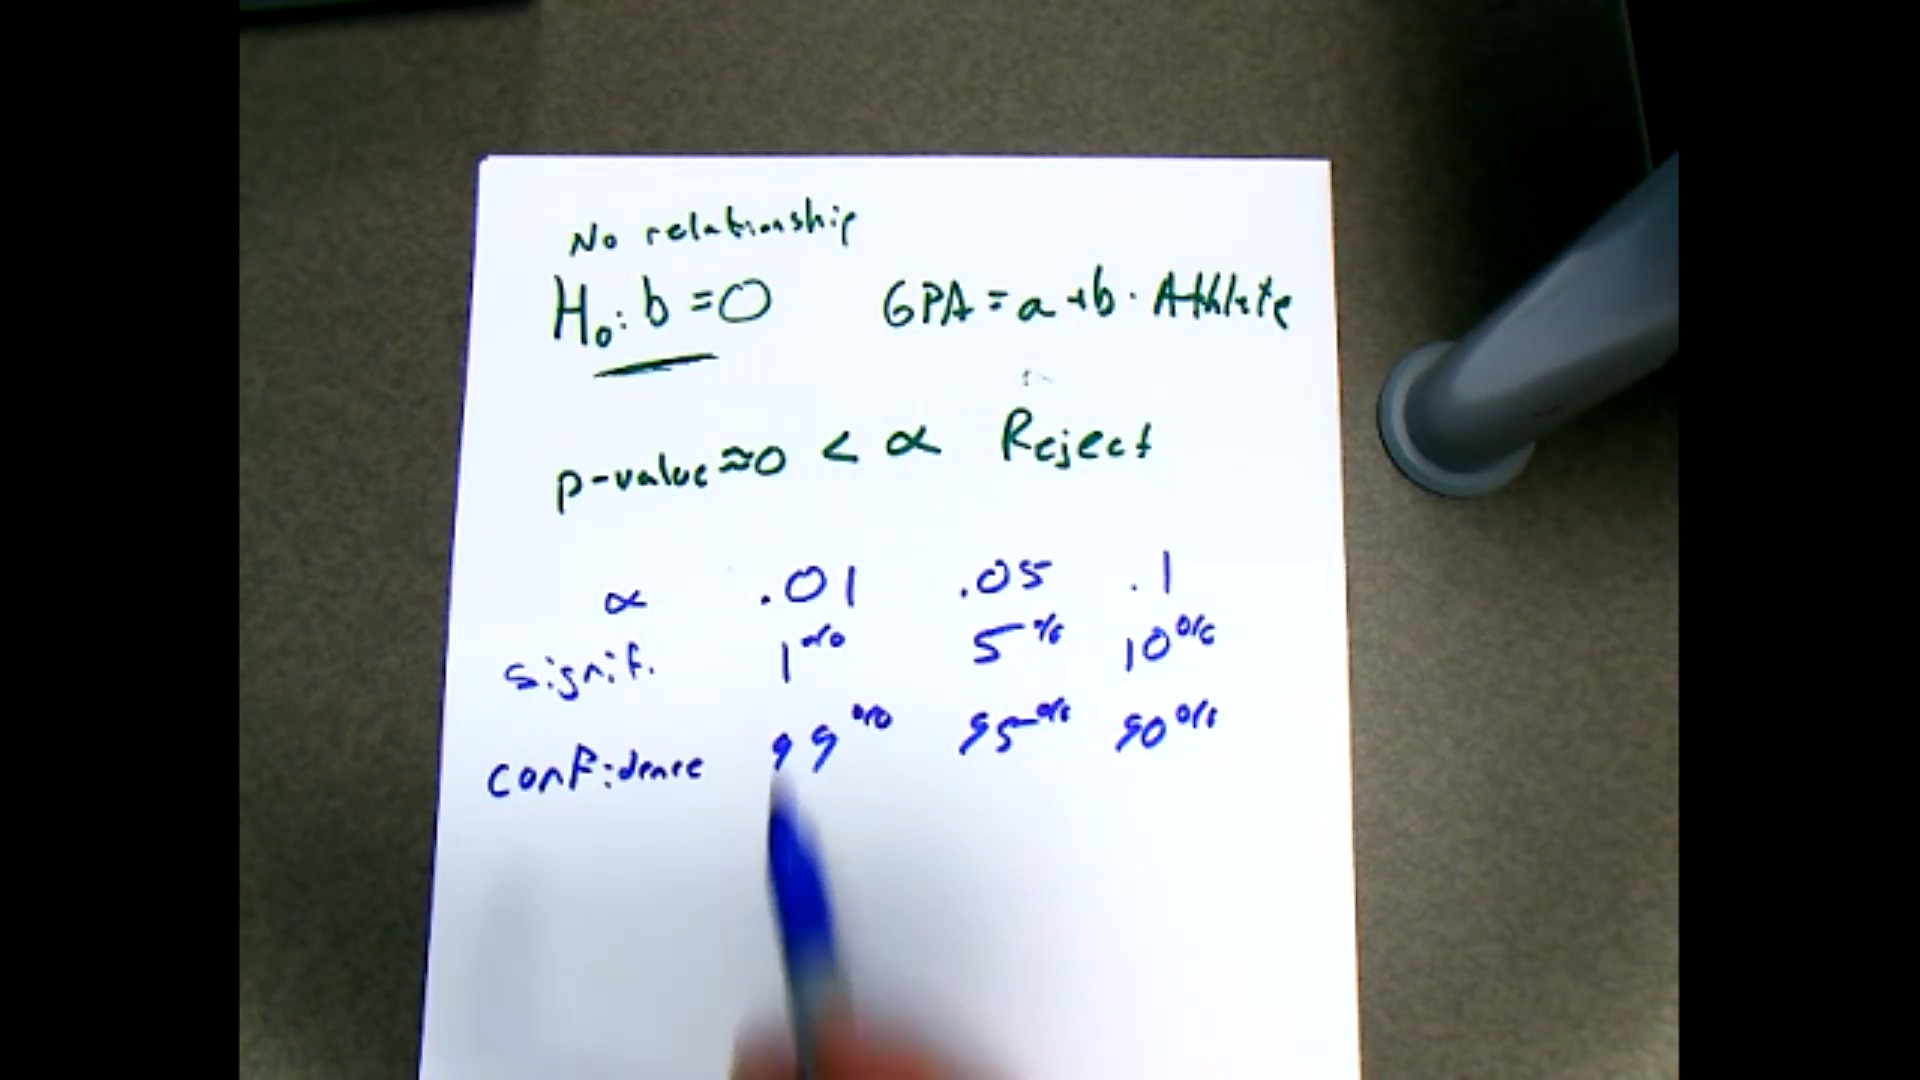 No relationship
H₀: b = 0 GPA = a + b · Athlete
p-value ≈ 0 < α Reject
α .01 .05 .1
Signif. 1% 5% 10%
Confidence 99% 95% 90%